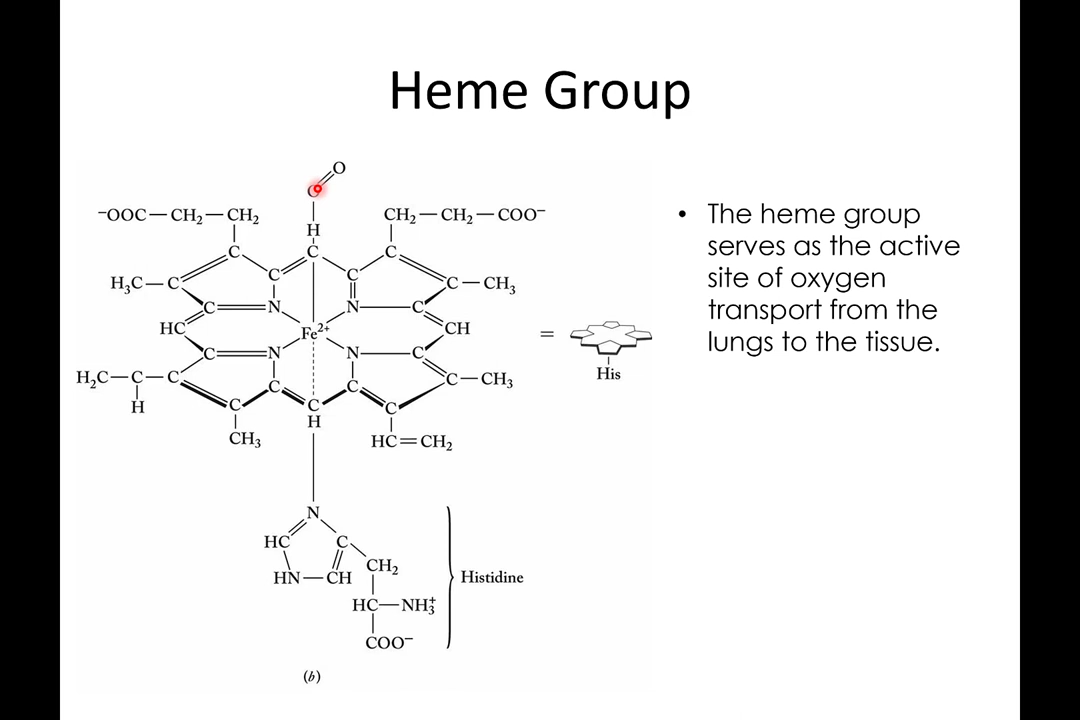 Heme Group
O
C
⁻OOC—CH₂—CH₂ CH₂—CH₂—COO⁻
H
C C C
C C
H₃C—C C—CH₃
C N N C
HC Fe²⁺ CH
C N N C
H₂C—C—C C—CH₃
C C
H C C C
H
CH₃ HC=CH₂
N
HC C
CH₂
HN—CH
HC—NH₃⁺
COO⁻
Histidine
(b)
=
His
• The heme group
serves as the active
site of oxygen
transport from the
lungs to the tissue.